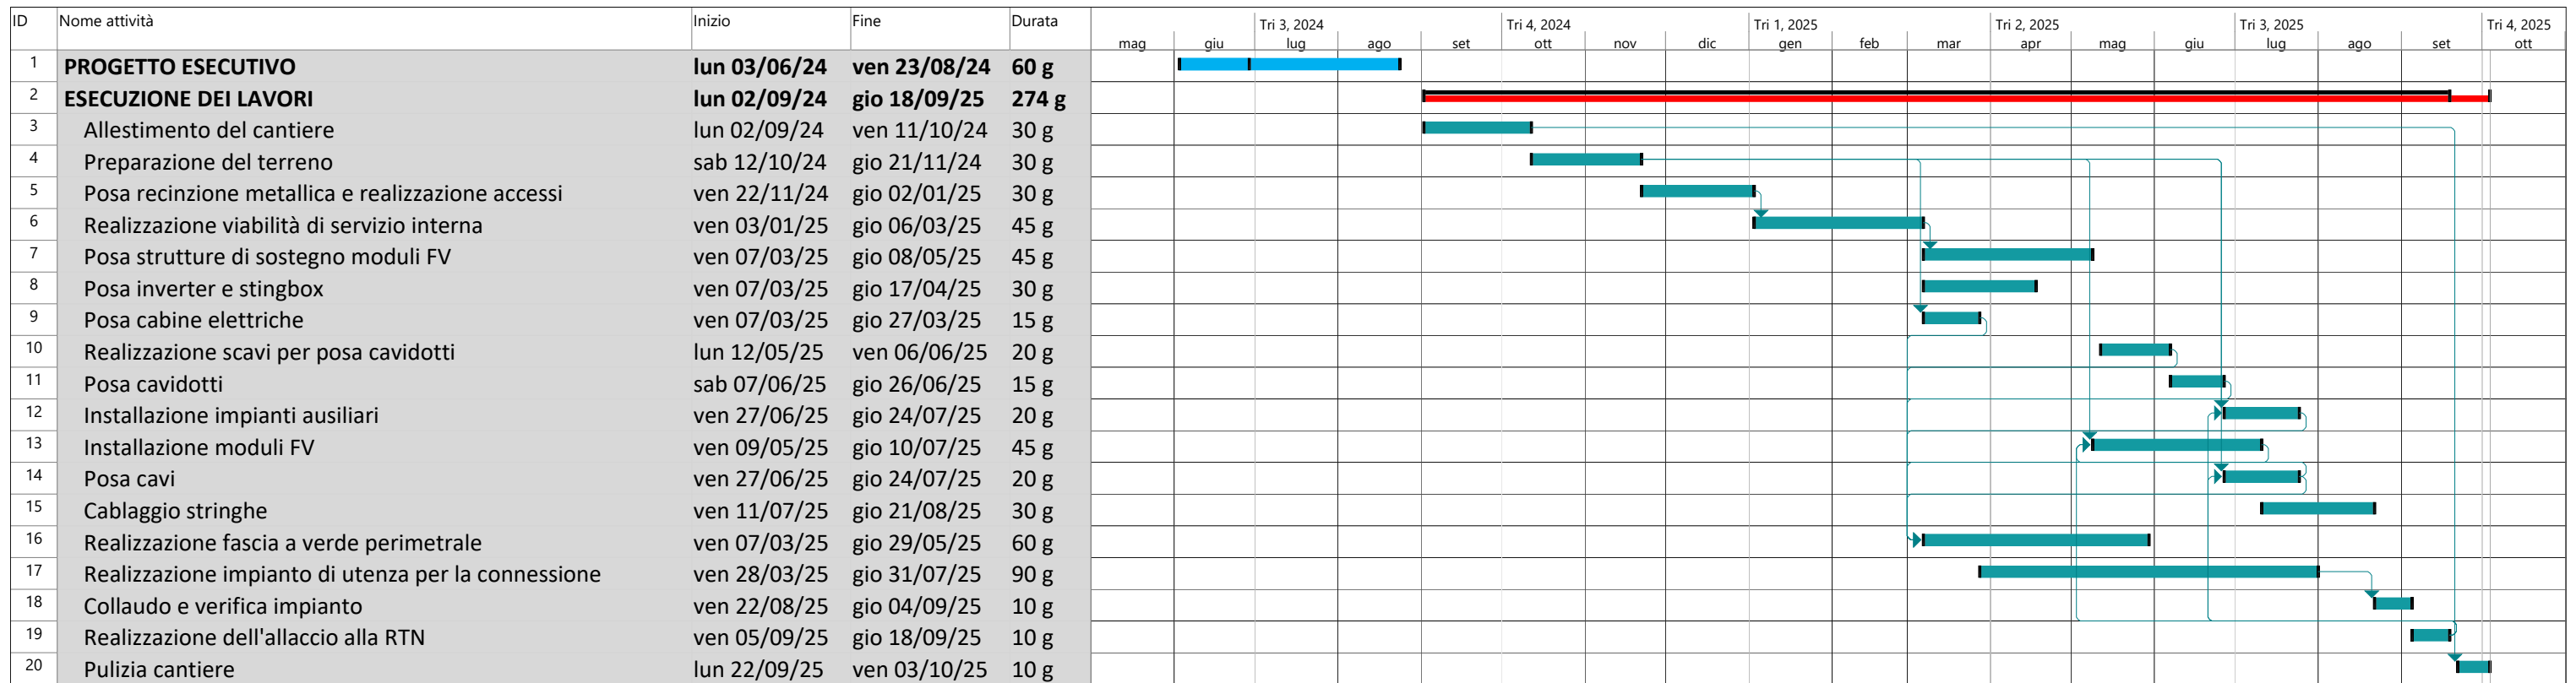 ID Nome attività Inizio Fine Durata Tri 3, 2024 Tri 4, 2024 Tri 1, 2025 Tri 2, 2025 Tri 3, 2025 Tri 4, 2025
mag giu lug ago set ott nov dic gen feb mar apr mag giu lug ago set ott
1 PROGETTO ESECUTIVO lun 03/06/24 ven 23/08/24 60 g
2 ESECUZIONE DEI LAVORI lun 02/09/24 gio 18/09/25 274 g
3 Allestimento del cantiere lun 02/09/24 ven 11/10/24 30 g
4 Preparazione del terreno sab 12/10/24 gio 21/11/24 30 g
5 Posa recinzione metallica e realizzazione accessi ven 22/11/24 gio 02/01/25 30 g
6 Realizzazione viabilità di servizio interna ven 03/01/25 gio 06/03/25 45 g
7 Posa strutture di sostegno moduli FV ven 07/03/25 gio 08/05/25 45 g
8 Posa inverter e stingbox ven 07/03/25 gio 17/04/25 30 g
9 Posa cabine elettriche ven 07/03/25 gio 27/03/25 15 g
10 Realizzazione scavi per posa cavidotti lun 12/05/25 ven 06/06/25 20 g
11 Posa cavidotti sab 07/06/25 gio 26/06/25 15 g
12 Installazione impianti ausiliari ven 27/06/25 gio 24/07/25 20 g
13 Installazione moduli FV ven 09/05/25 gio 10/07/25 45 g
14 Posa cavi ven 27/06/25 gio 24/07/25 20 g
15 Cablaggio stringhe ven 11/07/25 gio 21/08/25 30 g
16 Realizzazione fascia a verde perimetrale ven 07/03/25 gio 29/05/25 60 g
17 Realizzazione impianto di utenza per la connessione ven 28/03/25 gio 31/07/25 90 g
18 Collaudo e verifica impianto ven 22/08/25 gio 04/09/25 10 g
19 Realizzazione dell'allaccio alla RTN ven 05/09/25 gio 18/09/25 10 g
20 Pulizia cantiere lun 22/09/25 ven 03/10/25 10 g